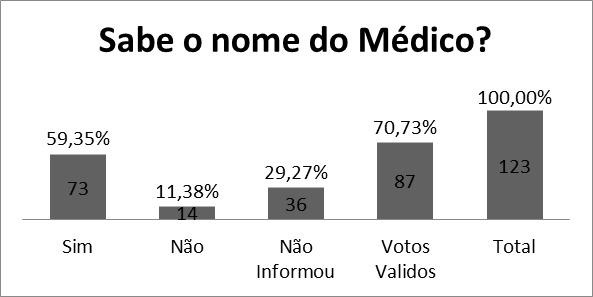 Sabe o nome do Médico?
100,00%
70,73%
59,35%
29,27%
11,38%
123
87
73
36
14
Sim
Não
Não
Informou
Votos
Validos
Total